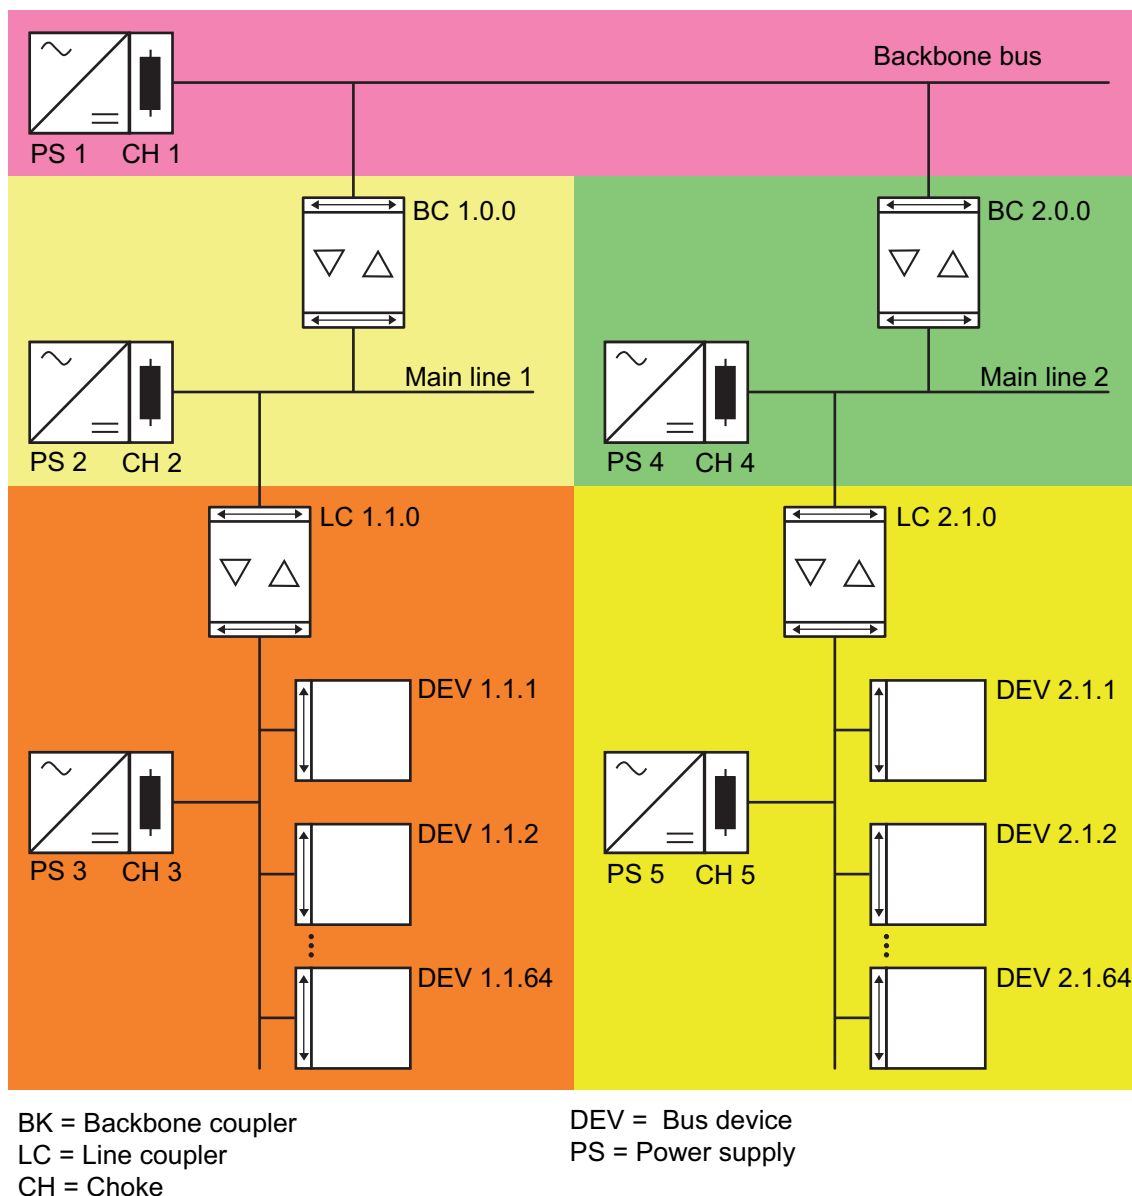 Backbone bus
PS 1 CH 1
BC 1.0.0
BC 2.0.0
Main line 1
Main line 2
PS 2 CH 2
PS 4 CH 4
LC 1.1.0
LC 2.1.0
DEV 1.1.1
DEV 2.1.1
DEV 1.1.2
DEV 2.1.2
PS 3 CH 3
PS 5 CH 5
DEV 1.1.64
DEV 2.1.64
BK = Backbone coupler
LC = Line coupler
CH = Choke
DEV = Bus device
PS = Power supply